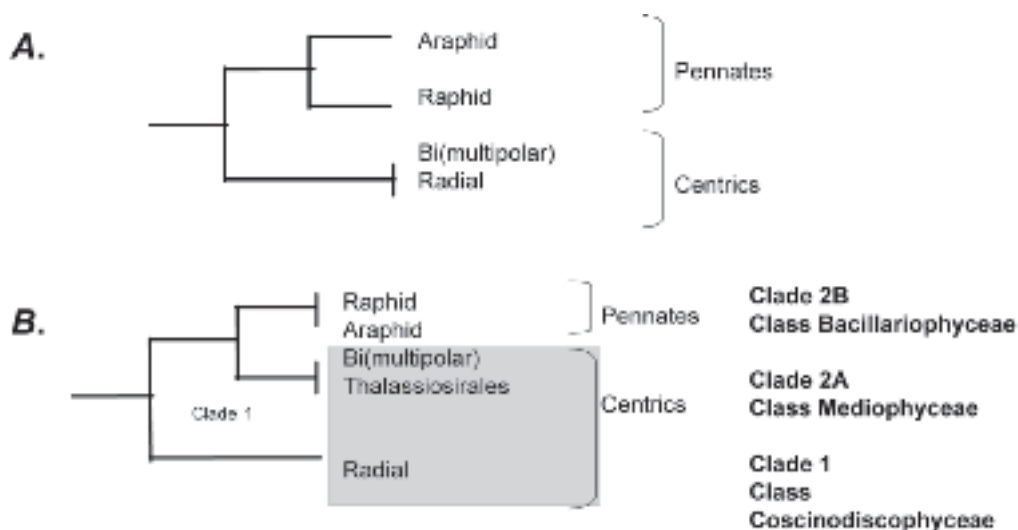 A.
Araphid
Raphid
Pennates
Bi(multipolar)
Radial
Centrics
B.
Raphid
Araphid
Pennates
Bi(multipolar)
Thalassiosirales
Centrics
Clade 1
Radial
Clade 2B
Class Bacillariophyceae
Clade 2A
Class Mediophyceae
Clade 1
Class
Coscinodiscophyceae